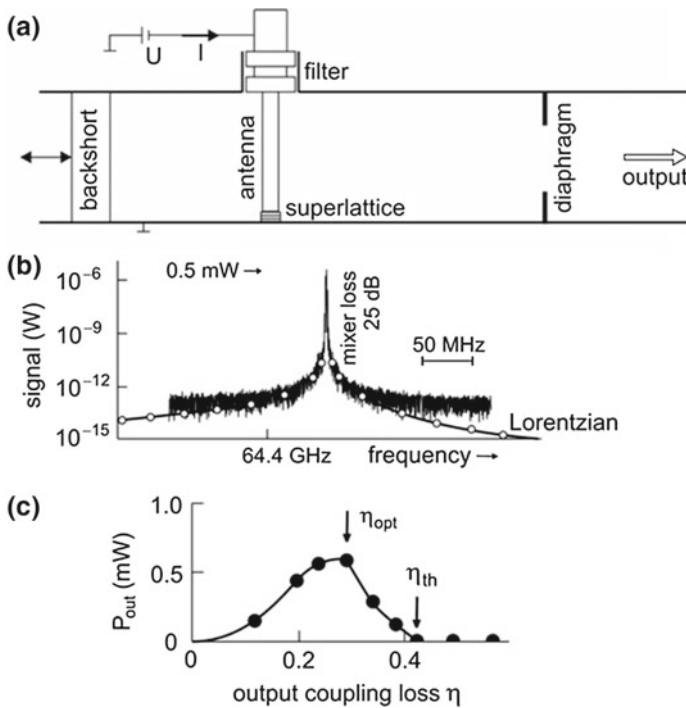 (a)
U
I
filter
backshort
antenna
superlattice
diaphragm
output
(b)
0.5 mW →
mixer loss
25 dB
50 MHz
signal (W)
10⁻⁶
10⁻⁹
10⁻¹²
10⁻¹⁵
Lorentzian
64.4 GHz
frequency →
(c)
P_out (mW)
1.0
0.5
0
η_opt
η_th
0
0.2
0.4
output coupling loss η